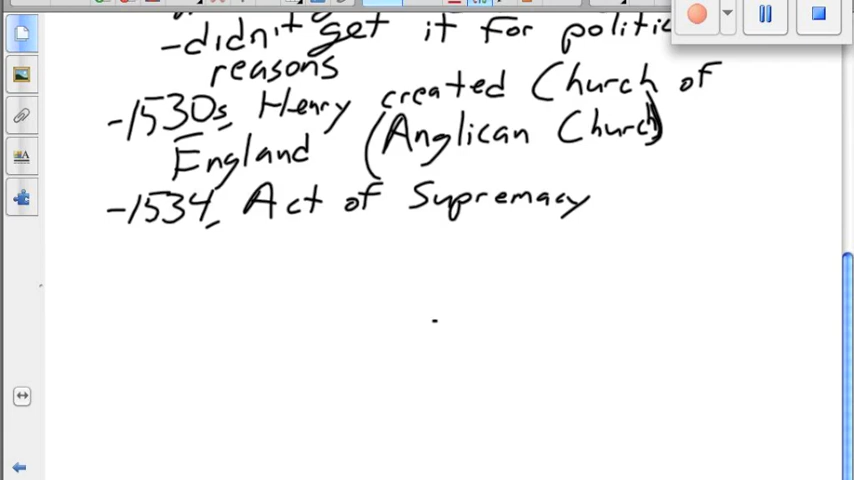 -didn't get it for politic
reasons
-1530s Henry created Church of
England (Anglican Church)
-1534, Act of Supremacy